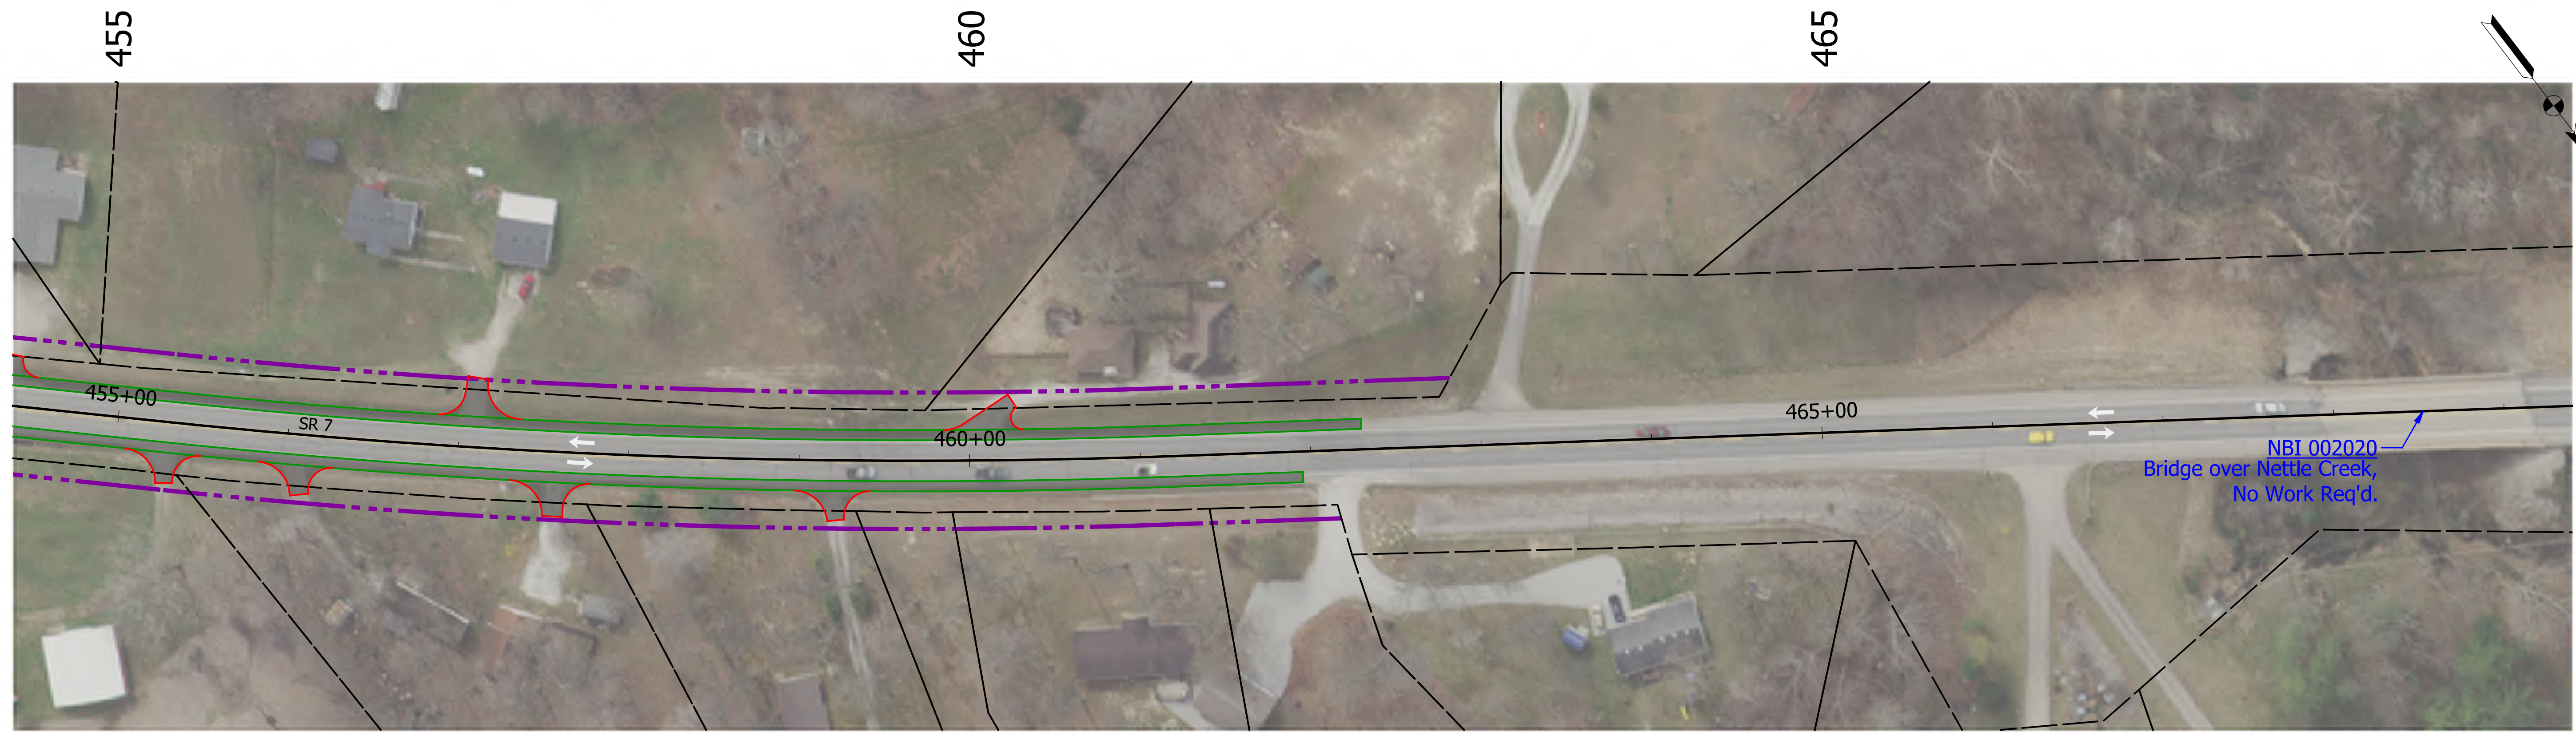 455
460
465
455+00
SR 7
460+00
465+00
NBI 002020
Bridge over Nettle Creek,
No Work Req'd.